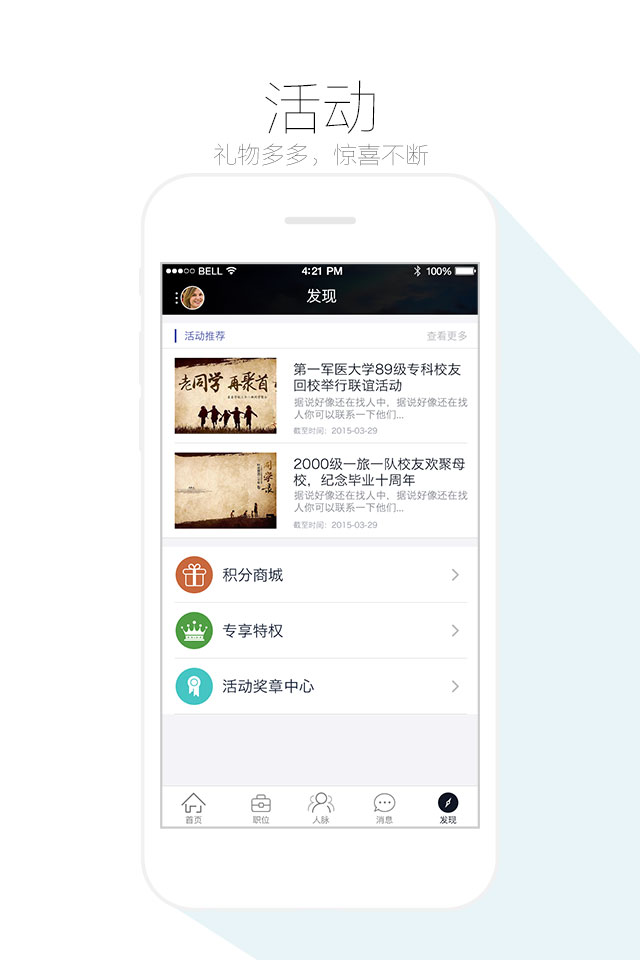 活动
礼物多多，惊喜不断
BELL 4:21 PM 100%
发现
活动推荐 查看更多
老同学 再聚首
第一军医大学89级专科校友
回校举行联谊活动
据说好像还在找人中，据说好像还在找
人你可以联系一下他们...
截至时间：2015-03-29
同学录
2000级一旅一队校友欢聚母
校，纪念毕业十周年
据说好像还在找人中，据说好像还在找
人你可以联系一下他们...
截至时间：2015-03-29
积分商城
专享特权
活动奖章中心
首页 职位 人脉 消息 发现